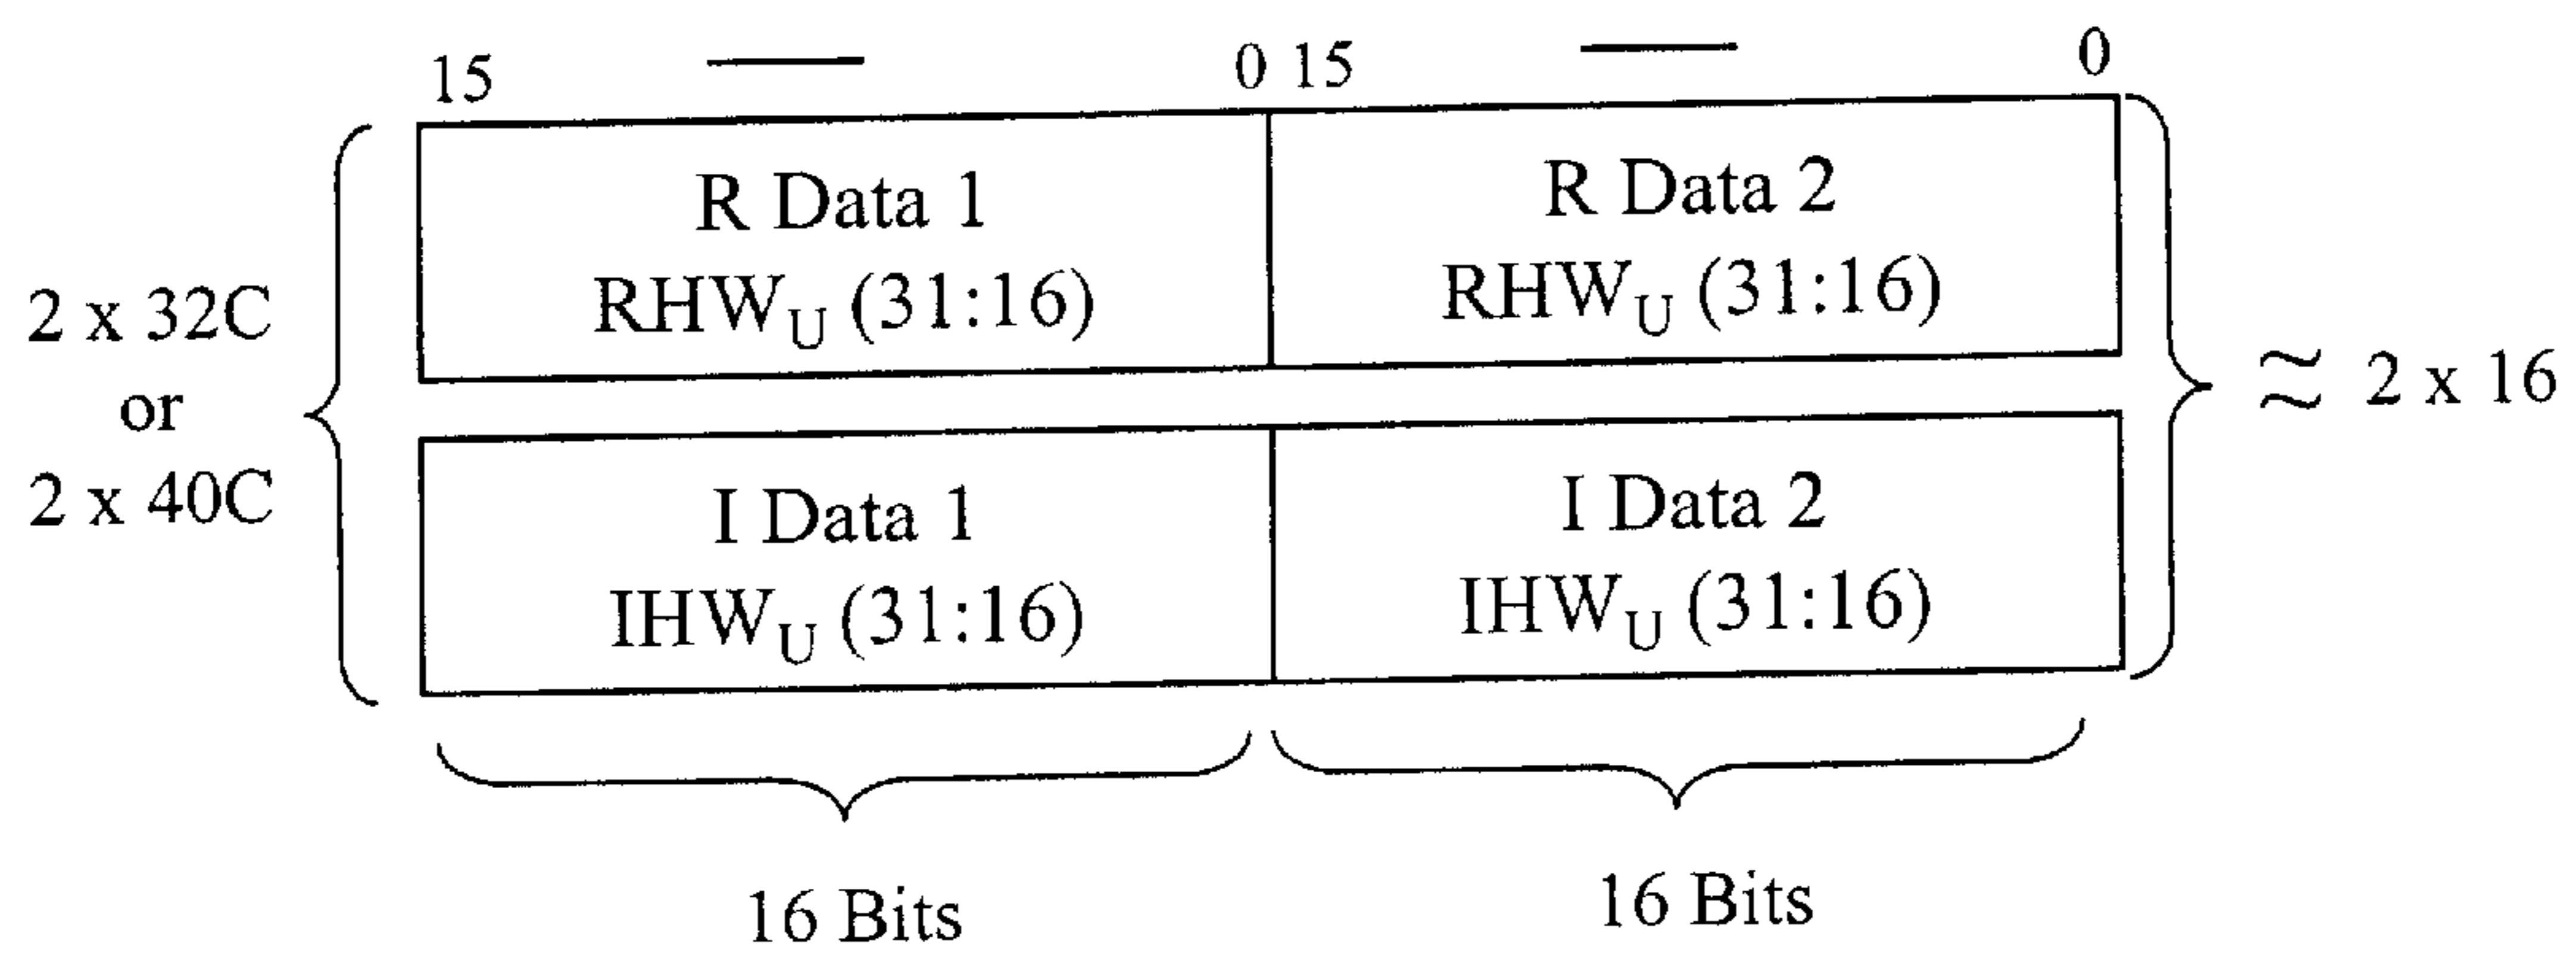 15 — 0 15 — 0
R Data 1 R Data 2
RHWU (31:16) RHWU (31:16)
2 x 32C
or
2 x 40C
≈ 2 x 16
I Data 1 I Data 2
IHWU (31:16) IHWU (31:16)
16 Bits 16 Bits